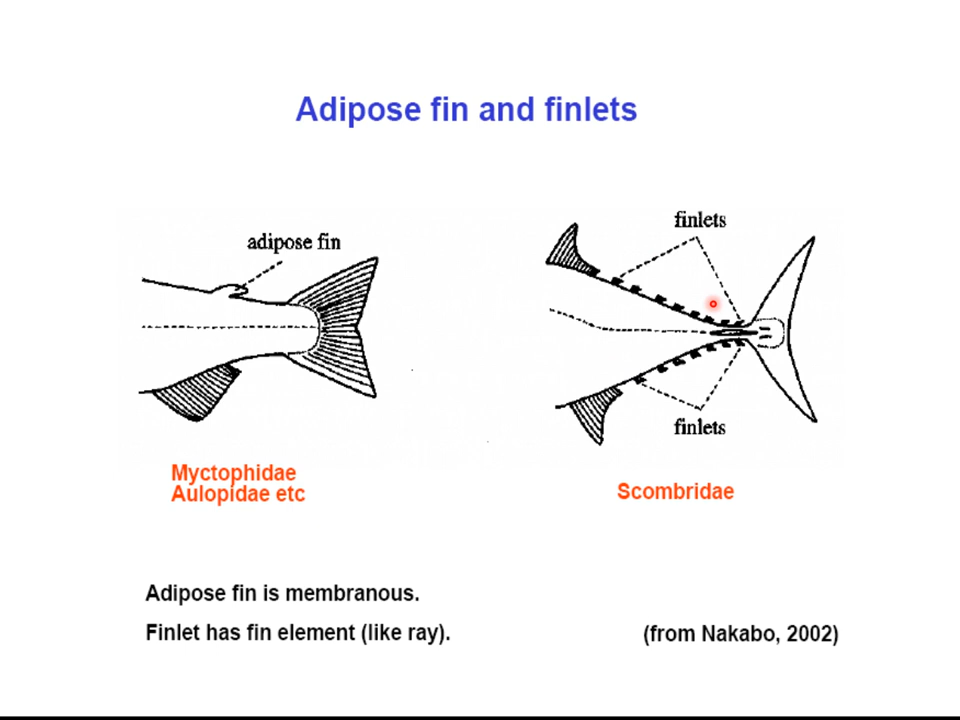 Adipose fin and finlets
adipose fin
finlets
finlets
Myctophidae
Aulopidae etc
Scombridae
Adipose fin is membranous.
Finlet has fin element (like ray).
(from Nakabo, 2002)